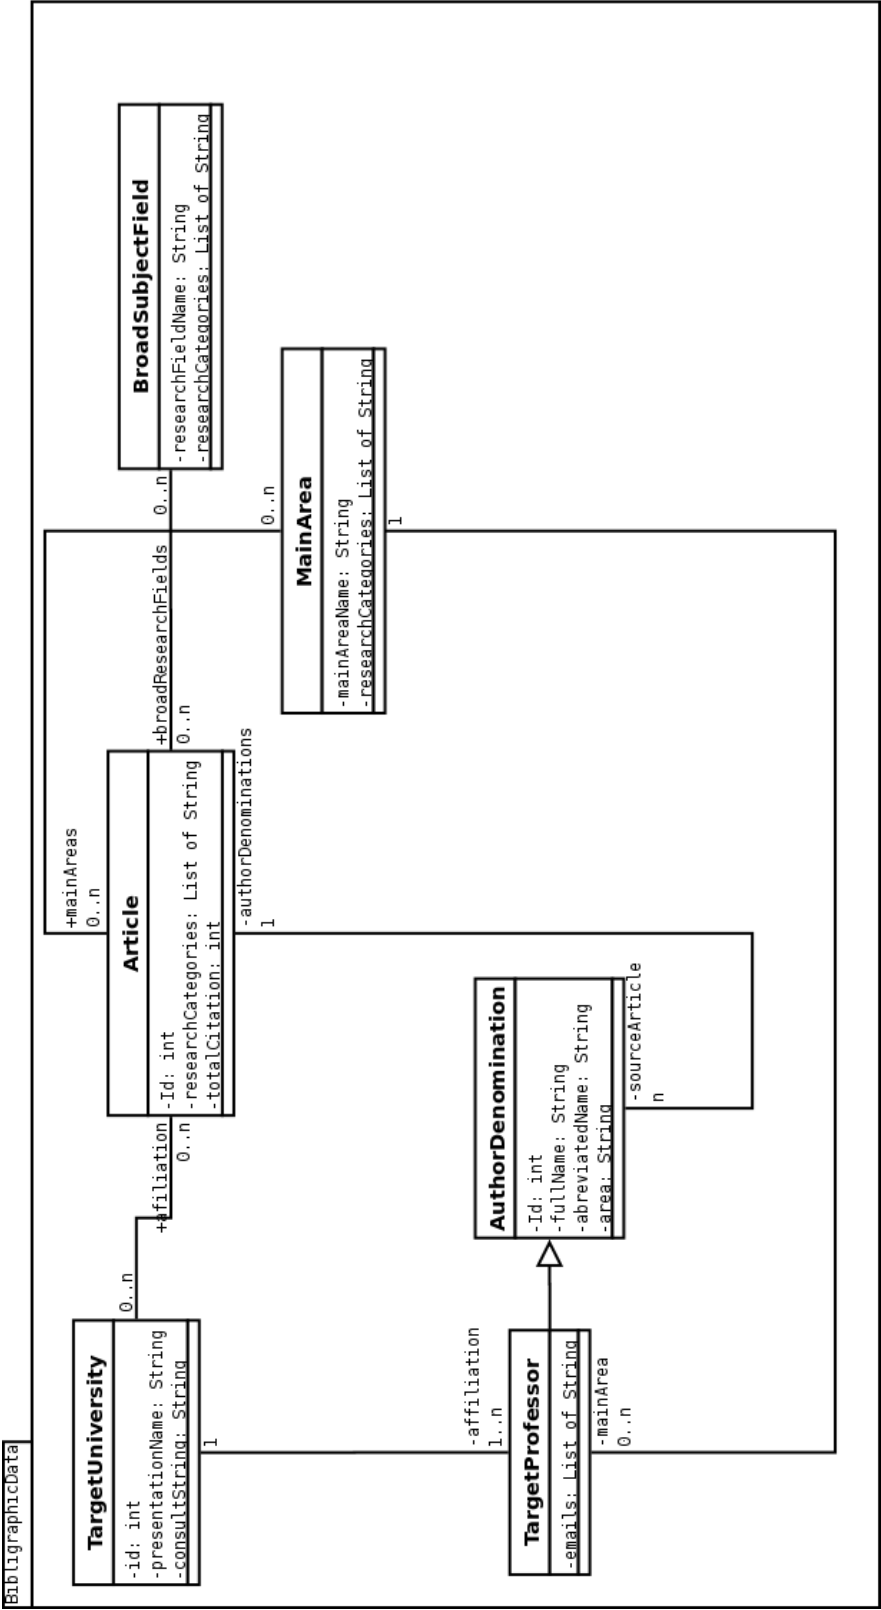 BibligraphicData
TargetUniversity
-id: int
-presentationName: String
-consultString: String
0..n
+afiliation
0..n
Article
-Id: int
-researchCategories: List of String
-totalCitation: int
+mainAreas
0..n
+broadResearchFields
0..n
0..n
BroadSubjectField
-researchFieldName: String
-researchCategories: List of String
0..n
MainArea
-mainAreaName: String
-researchCategories: List of String
1
-authorDenominations
1
1
-affiliation
1..n
TargetProfessor
-emails: List of String
-mainArea
0..n
AuthorDenomination
-Id: int
-fullName: String
-abreviatedName: String
-area: String
-sourceArticle
n